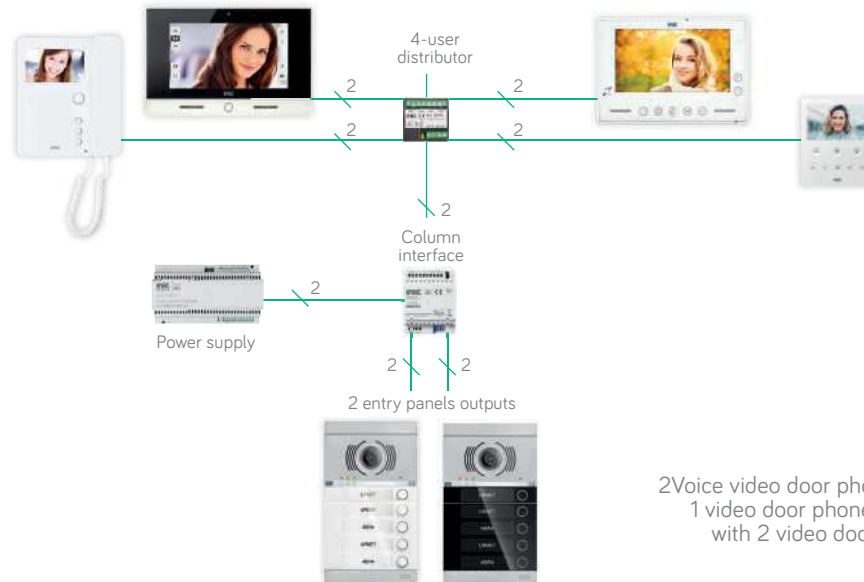 4-user
distributor
2
2
2
2
2
Column
interface
2
Power supply
2
2
2 entry panels outputs
2Voice video door pho
1 video door phone
with 2 video doo